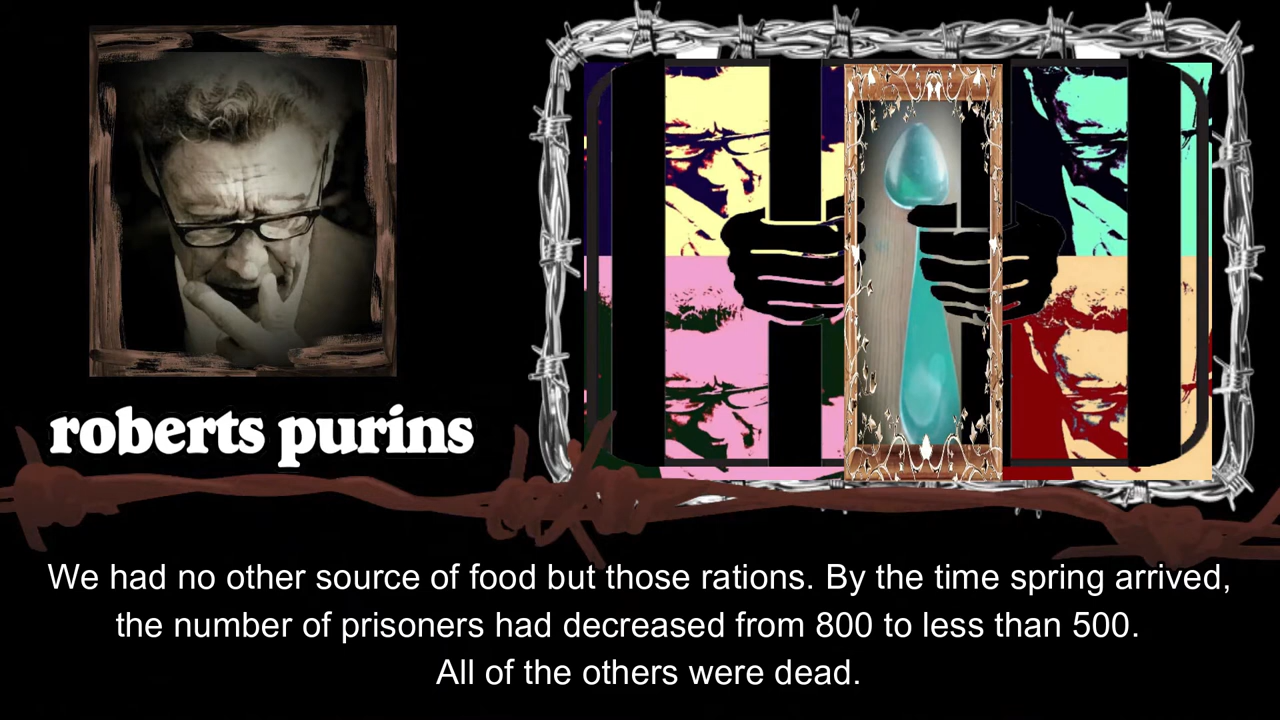 roberts purins
We had no other source of food but those rations. By the time spring arrived,
the number of prisoners had decreased from 800 to less than 500.
All of the others were dead.